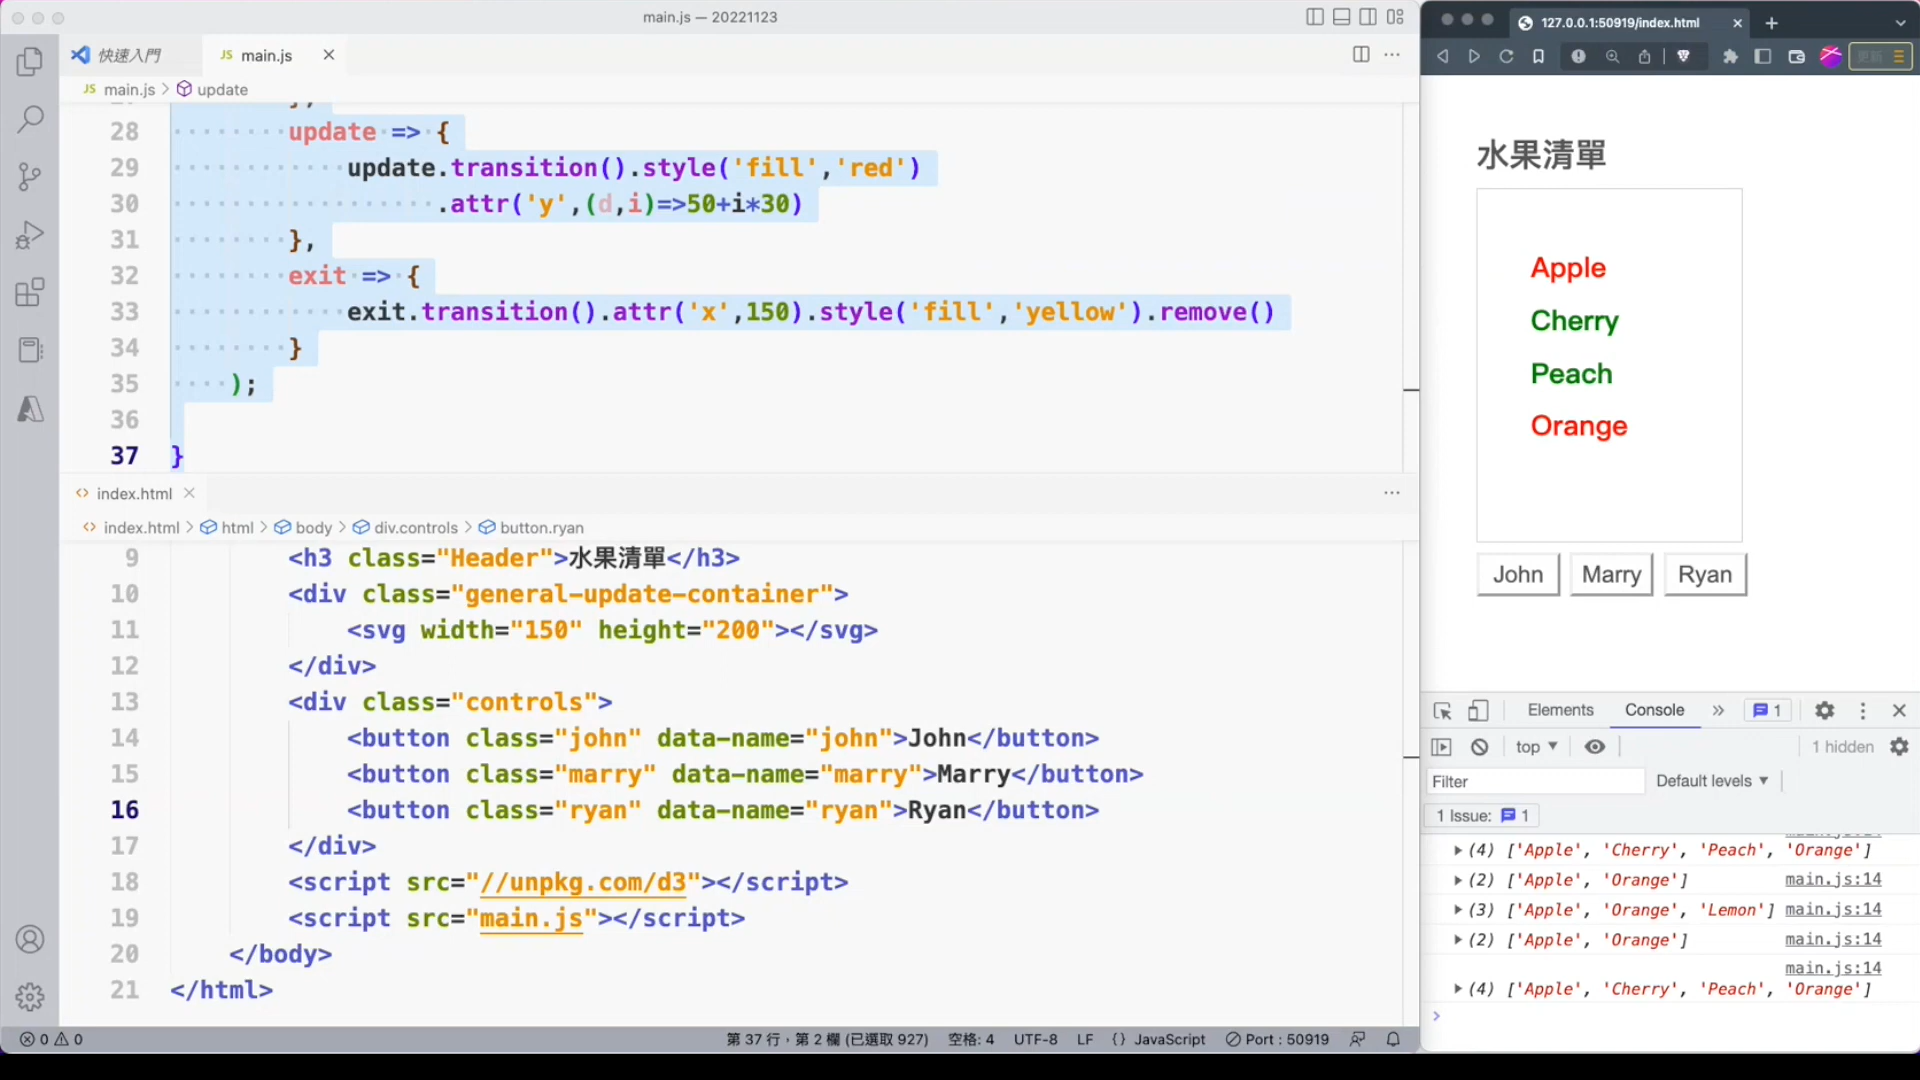 main.js — 20221123
快速入門
JS main.js
JS main.js > update
28 update => {
29 update.transition().style('fill','red')
30 .attr('y',(d,i)=>50+i*30)
31 },
32 exit => {
33 exit.transition().attr('x',150).style('fill','yellow').remove()
34 }
35 );
36
37 }
index.html
index.html > html > body > div.controls > button.ryan
9 <h3 class="Header">水果清單</h3>
10 <div class="general-update-container">
11 <svg width="150" height="200"></svg>
12 </div>
13 <div class="controls">
14 <button class="john" data-name="john">John</button>
15 <button class="marry" data-name="marry">Marry</button>
16 <button class="ryan" data-name="ryan">Ryan</button>
17 </div>
18 <script src="//unpkg.com/d3"></script>
19 <script src="main.js"></script>
20 </body>
21 </html>
0 0
第 37 行，第 2 欄 (已選取 927) 空格: 4 UTF-8 LF {} JavaScript Port : 50919
127.0.0.1:50919/index.html
水果清單
Apple
Cherry
Peach
Orange
John Marry Ryan
Elements Console » 1
top 1 hidden
Filter Default levels
1 Issue: 1
(4) ['Apple', 'Cherry', 'Peach', 'Orange']
(2) ['Apple', 'Orange'] main.js:14
(3) ['Apple', 'Orange', 'Lemon'] main.js:14
(2) ['Apple', 'Orange'] main.js:14
main.js:14
(4) ['Apple', 'Cherry', 'Peach', 'Orange']